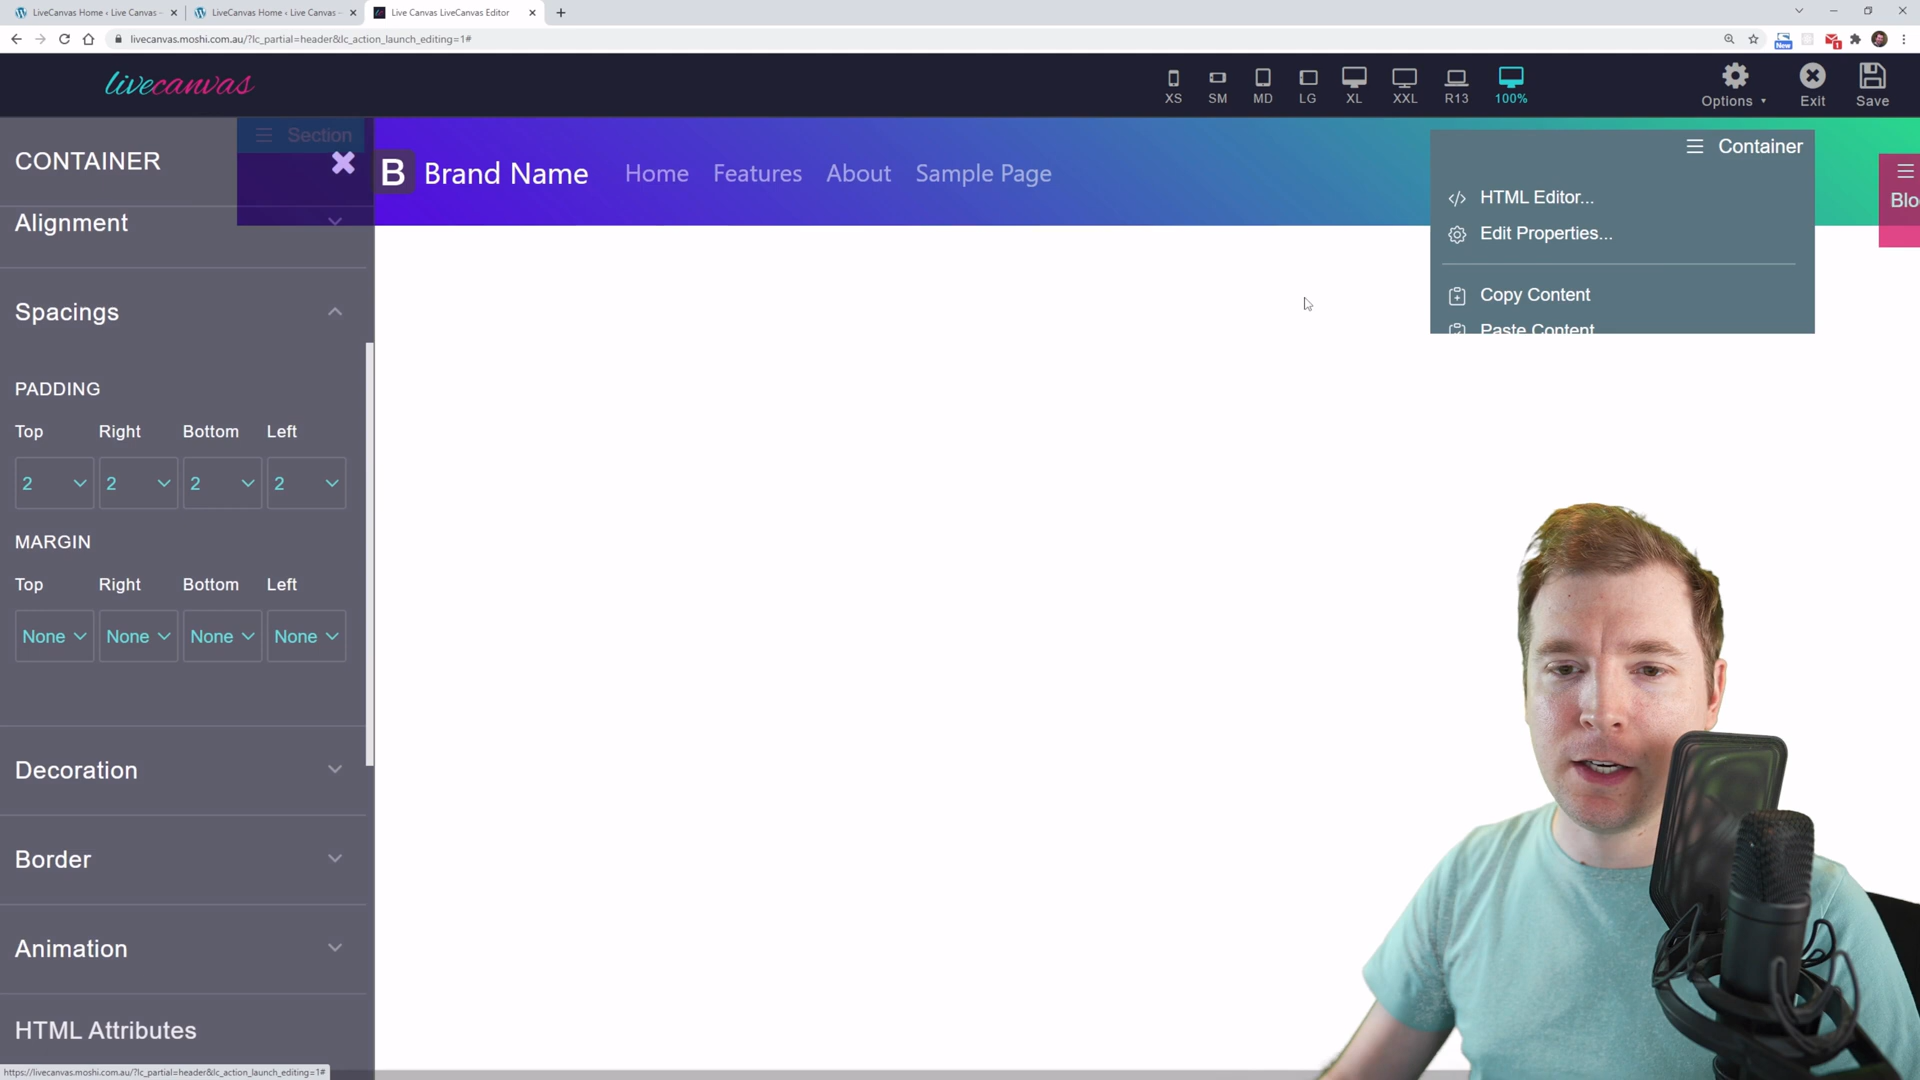 LiveCanvas Home ‹ Live Canvas –
LiveCanvas Home ‹ Live Canvas –
Live Canvas LiveCanvas Editor
livecanvas.moshi.com.au/?lc_partial=header&lc_action_launch_editing=1#
New
1
livecanvas
XS
SM
MD
LG
XL
XXL
R13
100%
Options
Exit
Save
CONTAINER
Section
B
Brand Name
Home
Features
About
Sample Page
Container
HTML Editor...
Edit Properties...
Copy Content
Paste Content
Blo
Alignment
Spacings
PADDING
Top Right Bottom Left
2 2 2 2
MARGIN
Top Right Bottom Left
None None None None
Decoration
Border
Animation
HTML Attributes
https://livecanvas.moshi.com.au/?lc_partial=header&lc_action_launch_editing=1#